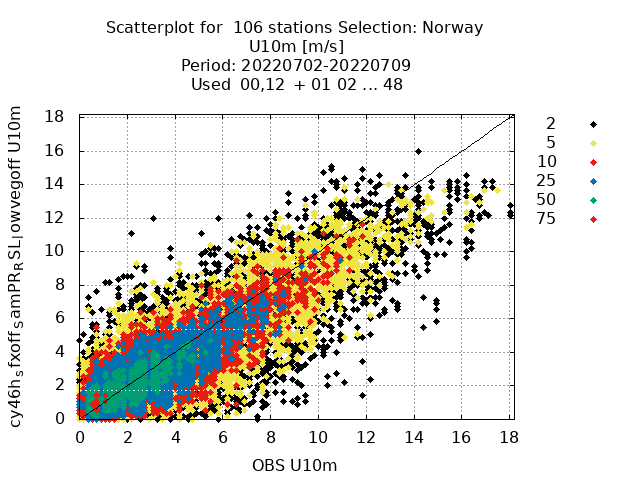 Scatterplot for 106 stations Selection: Norway
U10m [m/s]
Period: 20220702-20220709
Used 00,12 + 01 02 ... 48
18
16
14
12
10
8
6
4
2
0
0 2 4 6 8 10 12 14 16 18
OBS U10m
cy46h_sfxoff_samPR_RSL_lowvegoff U10m
2
5
10
25
50
75